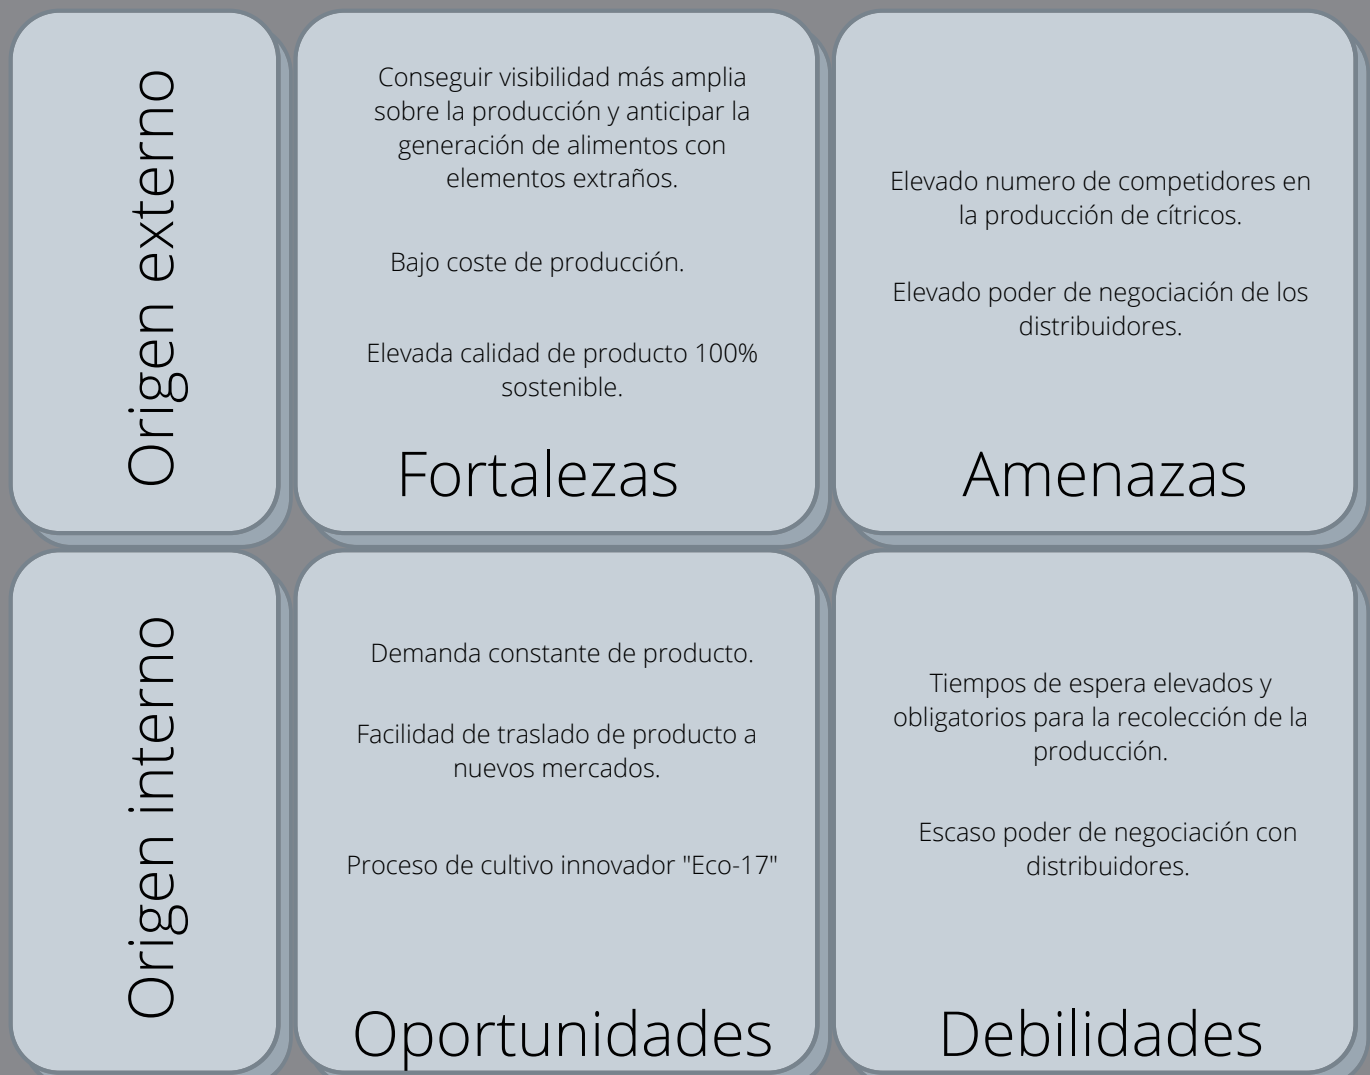 Origen externo
Conseguir visibilidad más amplia
sobre la producción y anticipar la
generación de alimentos con
elementos extraños.
Bajo coste de producción.
Elevada calidad de producto 100%
sostenible.
Fortalezas
Elevado numero de competidores en
la producción de cítricos.
Elevado poder de negociación de los
distribuidores.
Amenazas
Origen interno
Demanda constante de producto.
Facilidad de traslado de producto a
nuevos mercados.
Proceso de cultivo innovador "Eco-17"
Oportunidades
Tiempos de espera elevados y
obligatorios para la recolección de la
producción.
Escaso poder de negociación con
distribuidores.
Debilidades